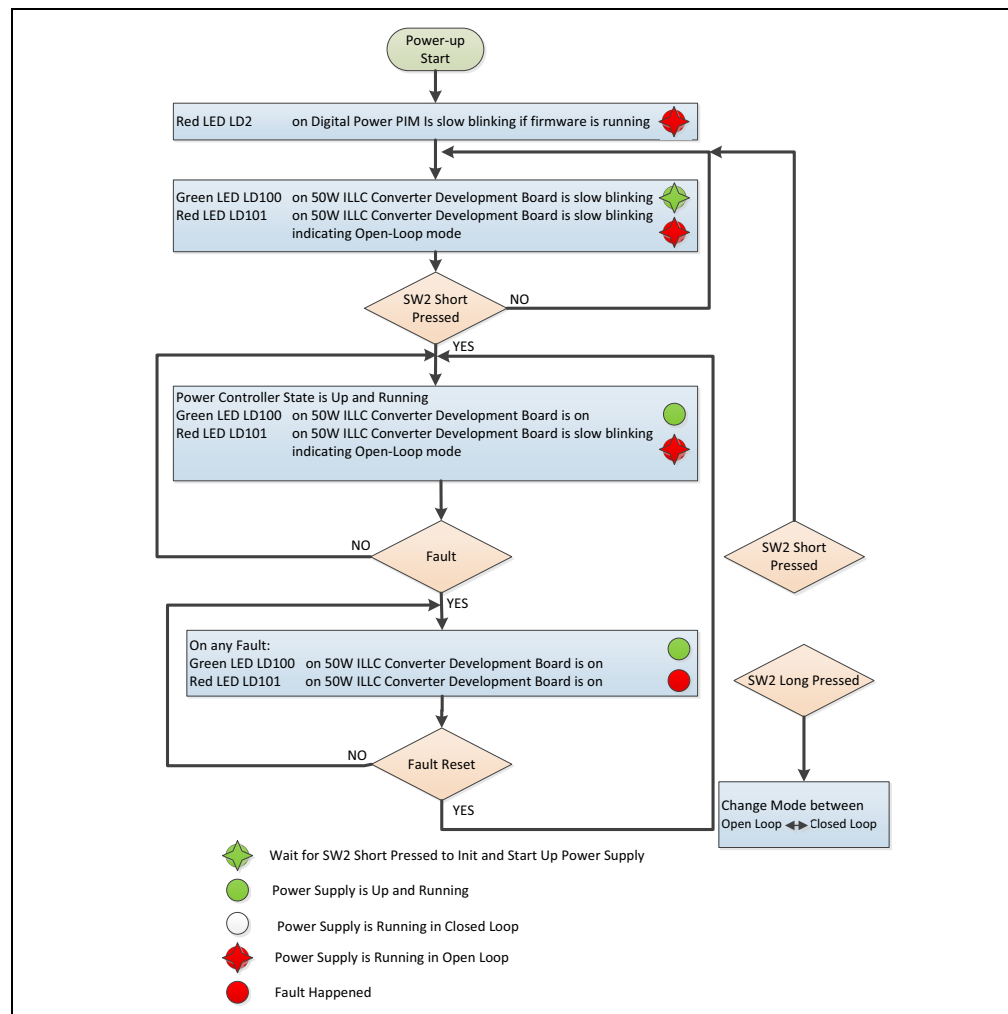 Power-up
Start
Red LED LD2 on Digital Power PIM Is slow blinking if firmware is running
Green LED LD100 on 50W ILLC Converter Development Board is slow blinking
Red LED LD101 on 50W ILLC Converter Development Board is slow blinking
indicating Open-Loop mode
SW2 Short
Pressed
NO
YES
Power Controller State is Up and Running
Green LED LD100 on 50W ILLC Converter Development Board is on
Red LED LD101 on 50W ILLC Converter Development Board is slow blinking
indicating Open-Loop mode
NO
Fault
YES
SW2 Short
Pressed
On any Fault:
Green LED LD100 on 50W ILLC Converter Development Board is on
Red LED LD101 on 50W ILLC Converter Development Board is on
SW2 Long Pressed
NO
Fault Reset
YES
Change Mode between
Open Loop Closed Loop
Wait for SW2 Short Pressed to Init and Start Up Power Supply
Power Supply is Up and Running
Power Supply is Running in Closed Loop
Power Supply is Running in Open Loop
Fault Happened